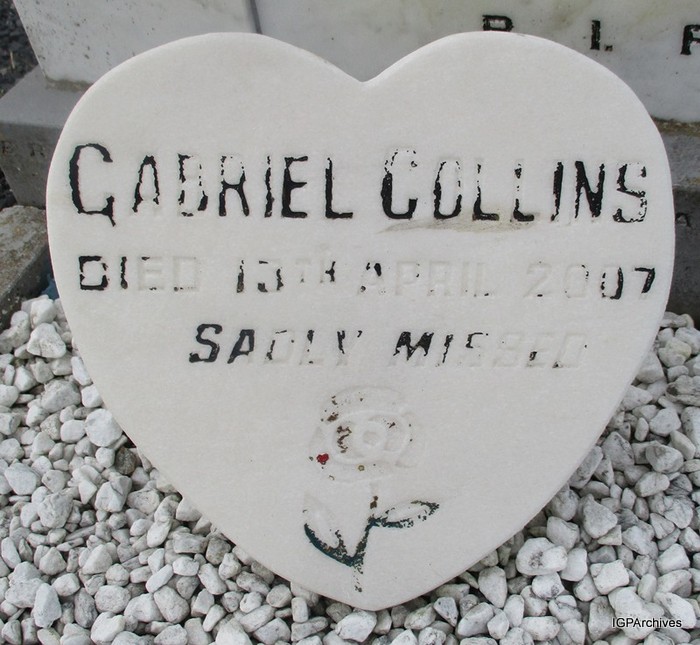 R. I. P
GABRIEL COLLINS
DIED 13TH APRIL 2007
SADLY MISSED
IGPArchives